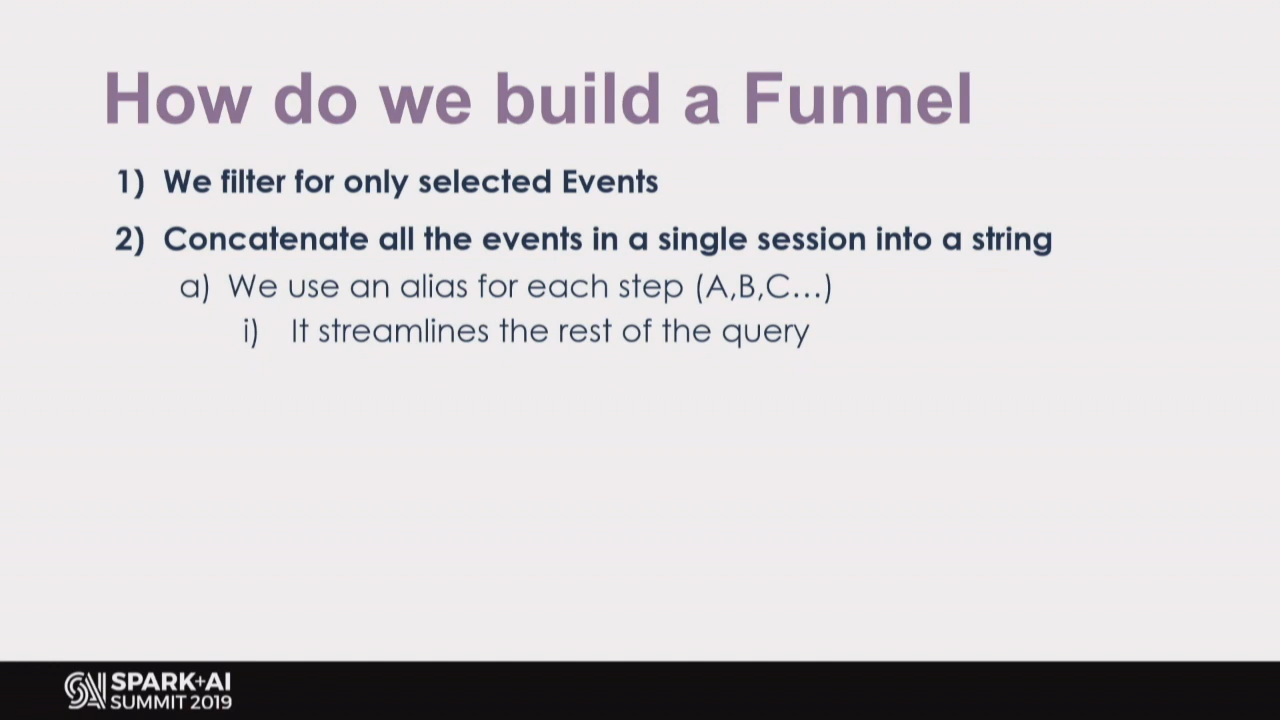 How do we build a Funnel
1) We filter for only selected Events
2) Concatenate all the events in a single session into a string
a) We use an alias for each step (A,B,C...)
i) It streamlines the rest of the query
SPARK+AI
SUMMIT 2019